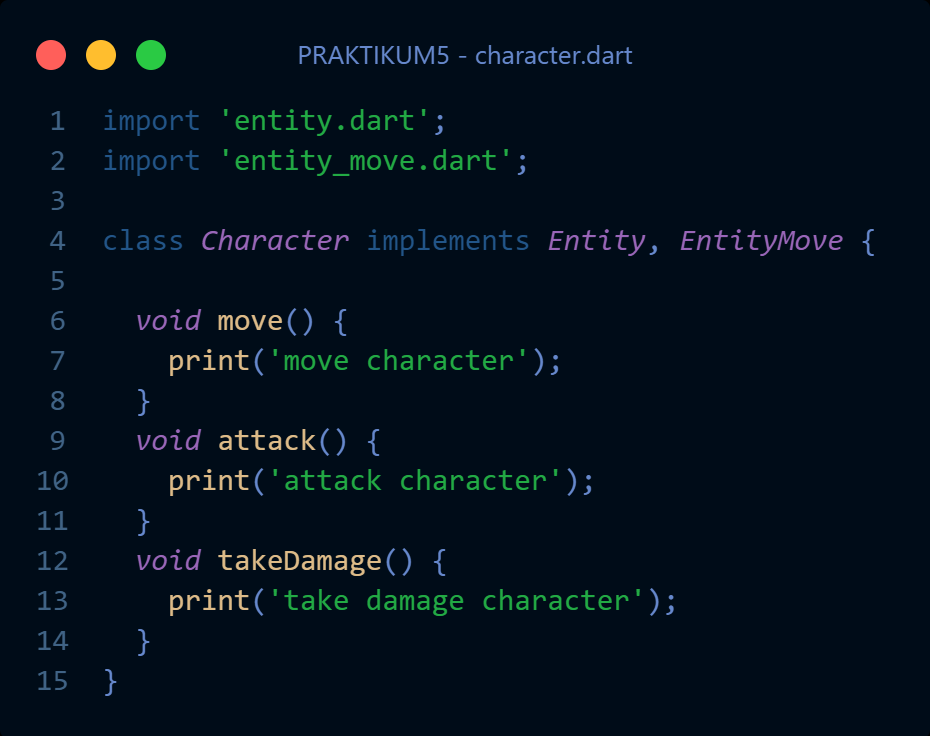 PRAKTIKUM5 - character.dart
1 import 'entity.dart';
2 import 'entity_move.dart';
3
4 class Character implements Entity, EntityMove {
5
6   void move() {
7     print('move character');
8   }
9   void attack() {
10     print('attack character');
11   }
12   void takeDamage() {
13     print('take damage character');
14   }
15 }